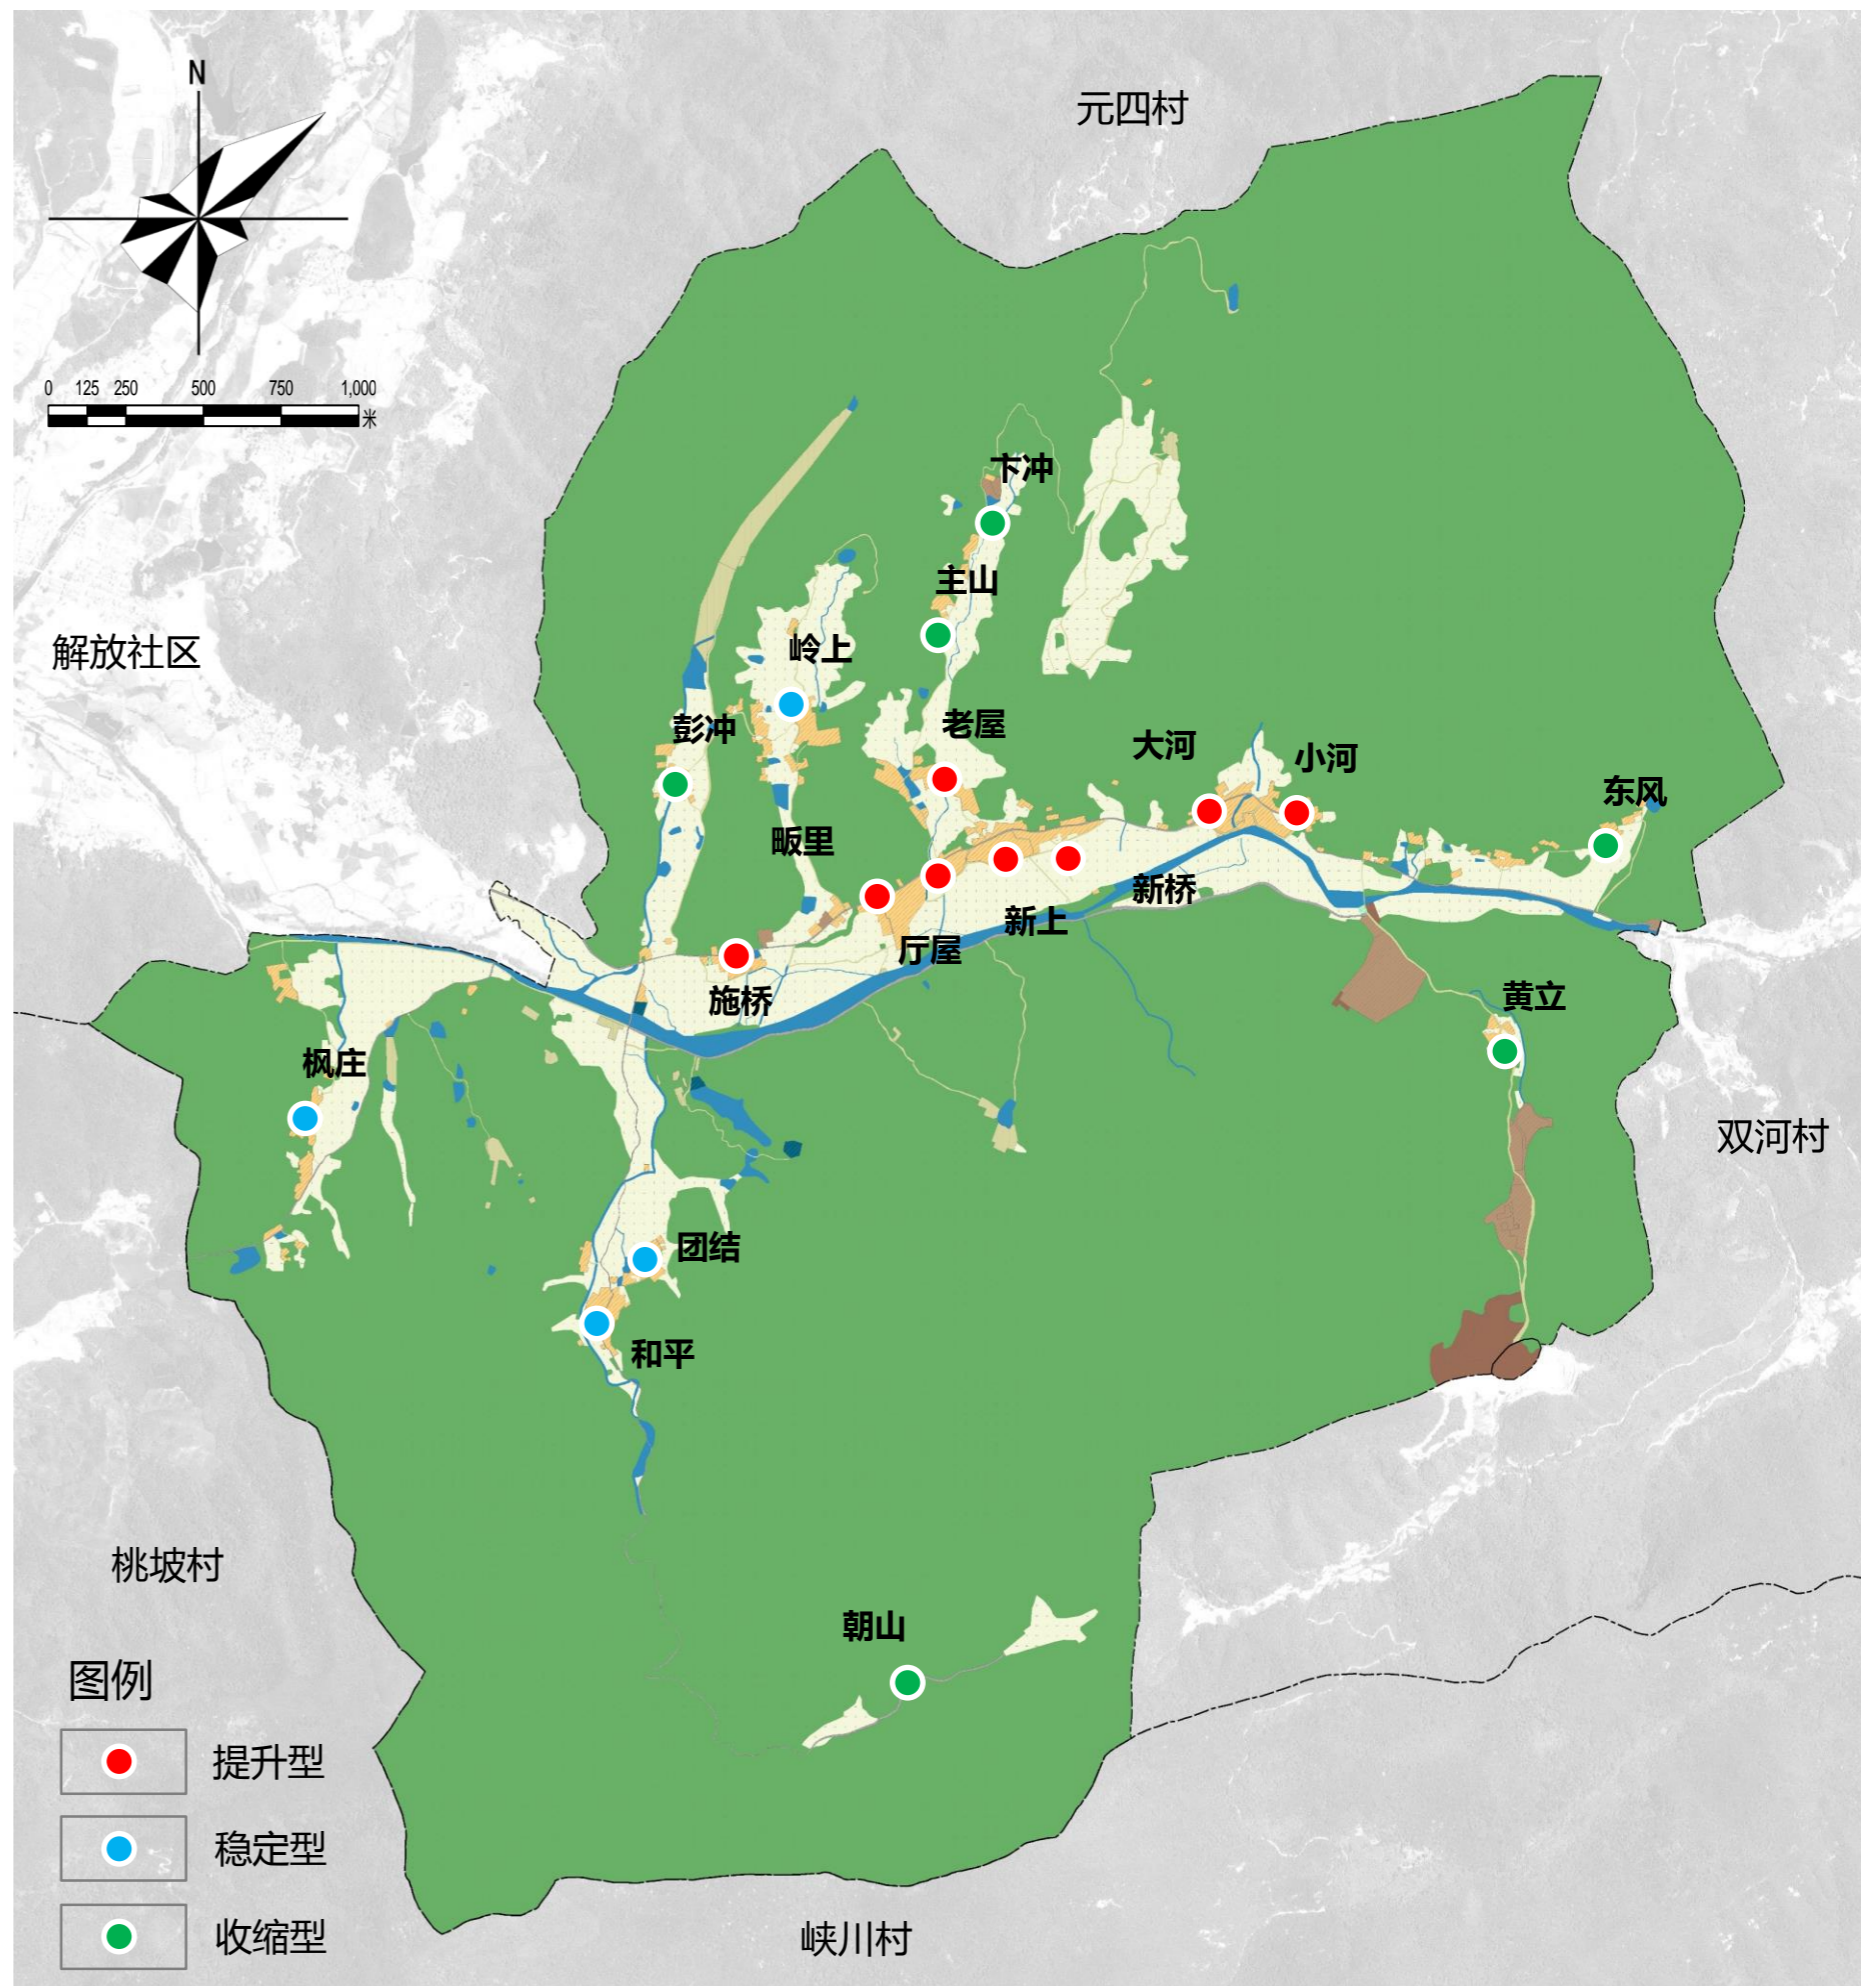 N
元四村
0 125 250 500 750 1,000
米
卞冲
主山
岭上
解放社区
彭冲
老屋
大河
小河
东风
畈里
新桥
新上
厅屋
施桥
黄立
枫庄
双河村
团结
和平
桃坡村
朝山
图例
提升型
稳定型
收缩型
峡川村